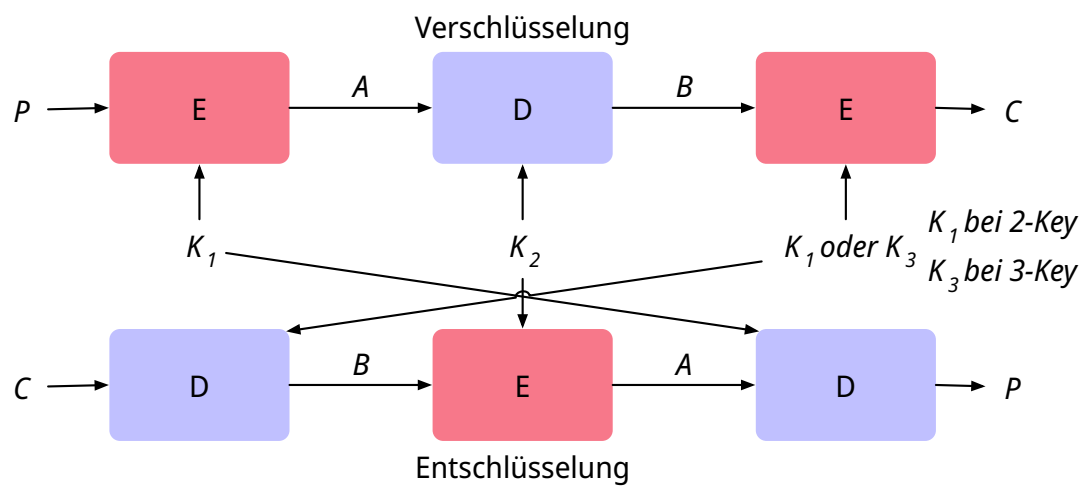 Verschlüsselung
P E A D B E C
K1 K2 K1 oder K3 K1 bei 2-Key
K3 bei 3-Key
C D B E A D P
Entschlüsselung